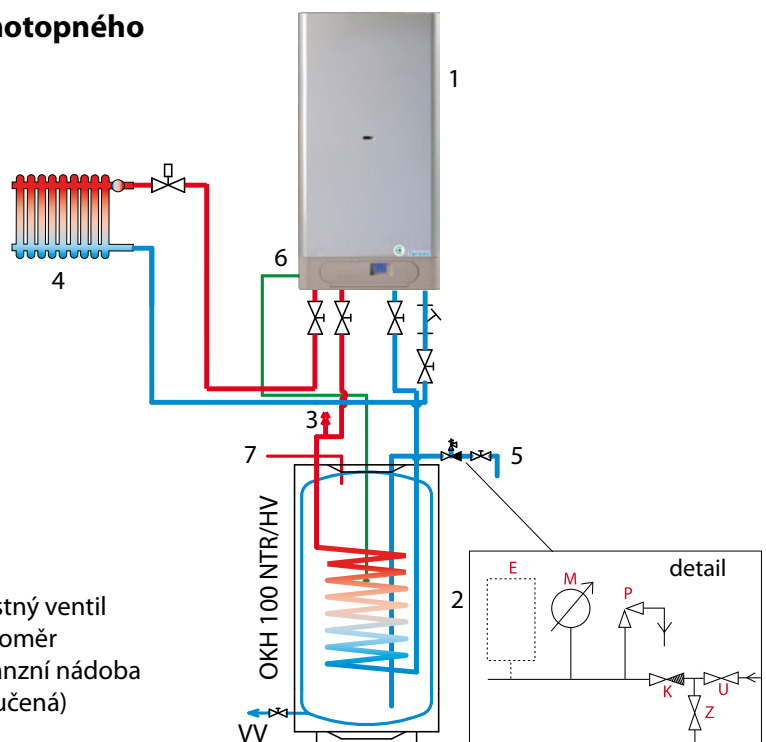 notopného
1
6
4
3
7
5
OKH 100 NTR/HV
2
detail
E
M
P
K
U
Z
stný ventil
oměr
anzní nádoba
učená)
VV